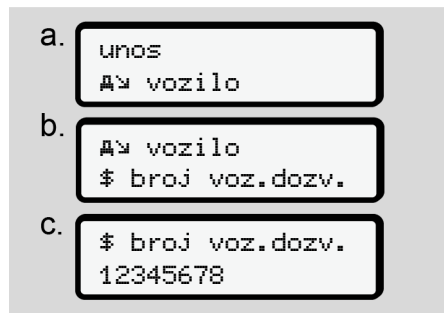 a.
unos
vozilo
b.
vozilo
$ broj voz.dozv.
c.
$ broj voz.dozv.
12345678